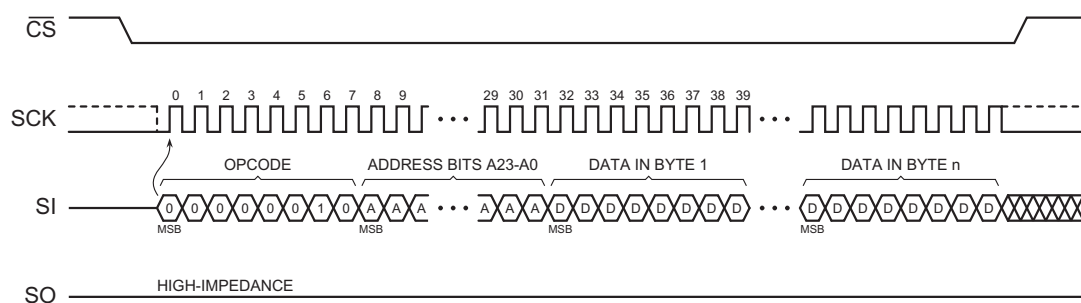 CS
0 1 2 3 4 5 6 7 8 9 29 30 31 32 33 34 35 36 37 38 39
SCK
OPCODE ADDRESS BITS A23-A0 DATA IN BYTE 1 DATA IN BYTE n
SI 0 0 0 0 0 0 1 0 A A A A A A D D D D D D D D D D D D D D D D
MSB MSB MSB MSB
HIGH-IMPEDANCE
SO